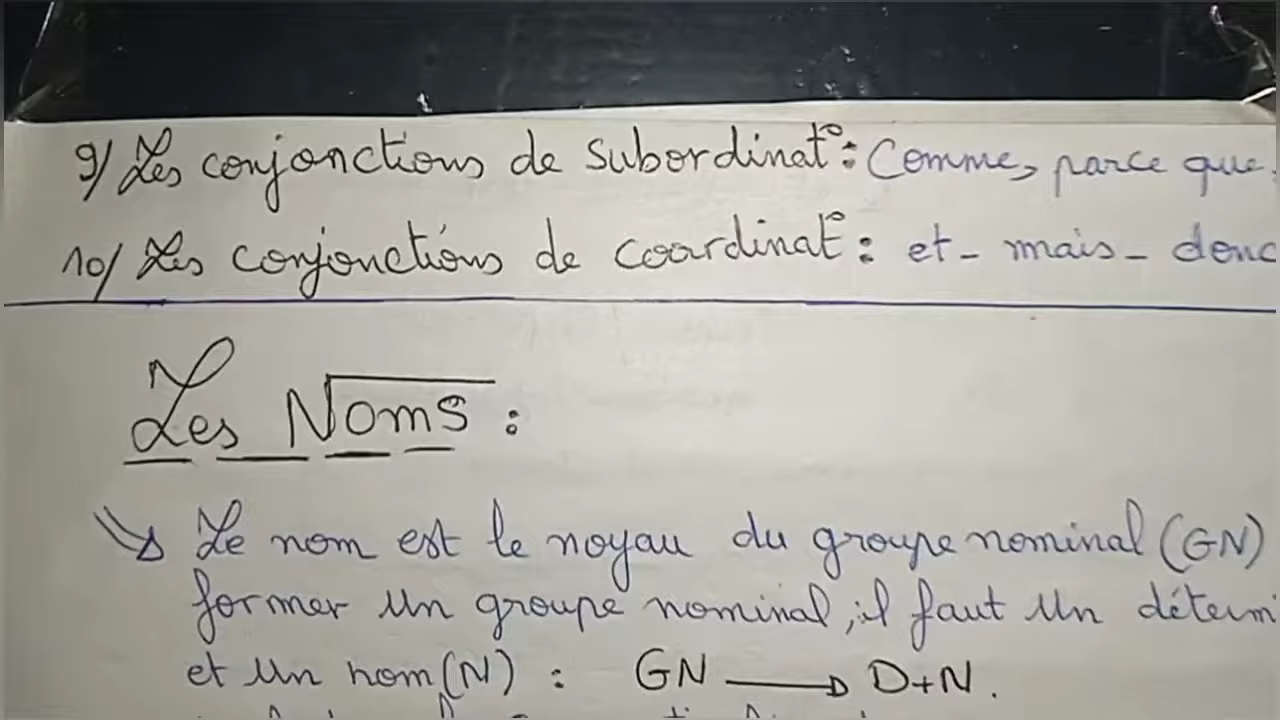 9/ Les conjonctions de subordinat°: Comme, parce que
10/ Les conjonctions de coordinat°: et - mais - donc
Les Noms :
Le nom est le noyau du groupe nominal (GN)
former un groupe nominal, il faut un détermi
et un nom (N) : GN → D+N.